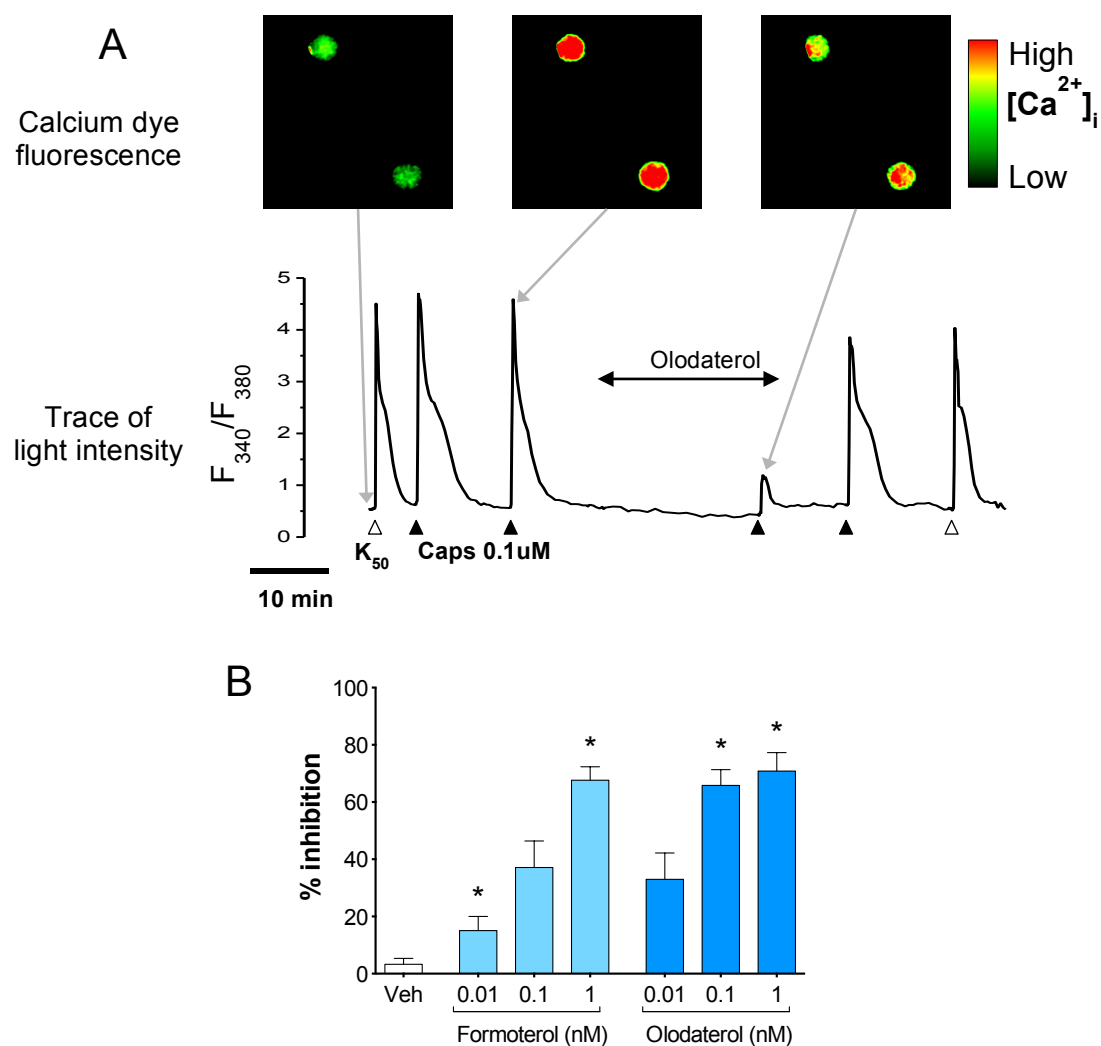 A
Calcium dye
fluorescence
High
[Ca2+]i
Low
5
4
3
2
1
0
F340/F380
Trace of
light intensity
Olodaterol
K50
Caps 0.1uM
10 min
B
100
80
60
40
20
0
% inhibition
* * * *
Veh 0.01 0.1 1 0.01 0.1 1
Formoterol (nM) Olodaterol (nM)